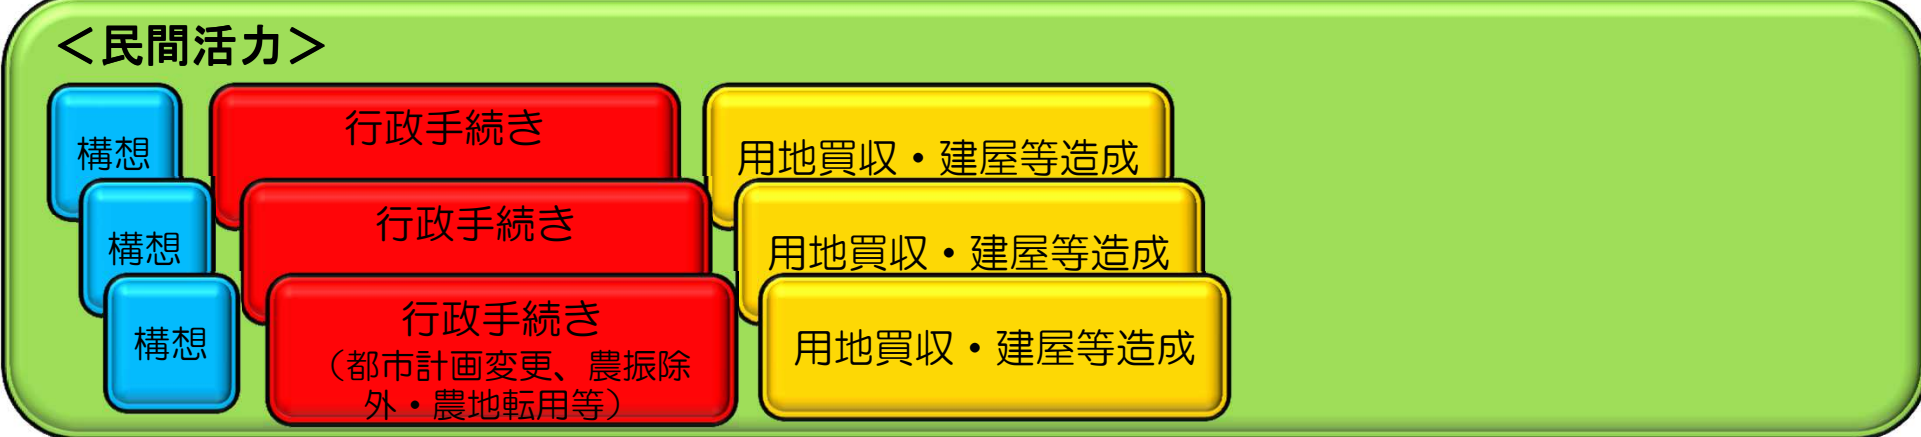 ＜民間活力＞
構想
行政手続き
用地買収・建屋等造成
構想
行政手続き
用地買収・建屋等造成
構想
行政手続き
（都市計画変更、農振除
外・農地転用等）
用地買収・建屋等造成